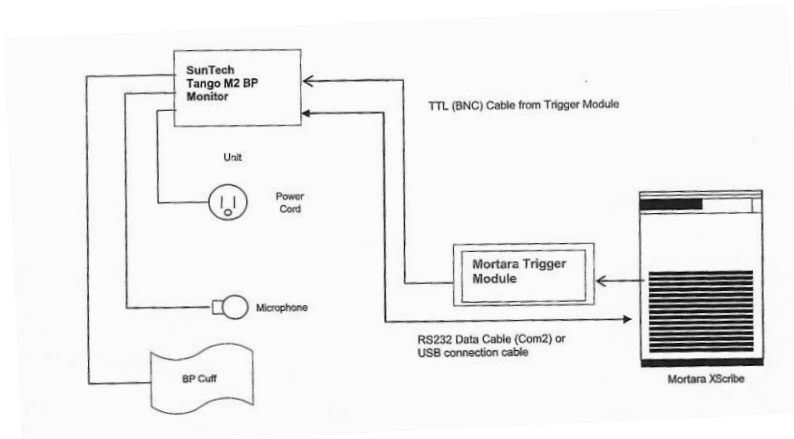 SunTech
Tango M2 BP
Monitor
TTL (BNC) Cable from Trigger Module
Unit
Power
Cord
Mortara Trigger
Module
Microphone
RS232 Data Cable (Com2) or
USB connection cable
BP Cuff
Mortara XScribe